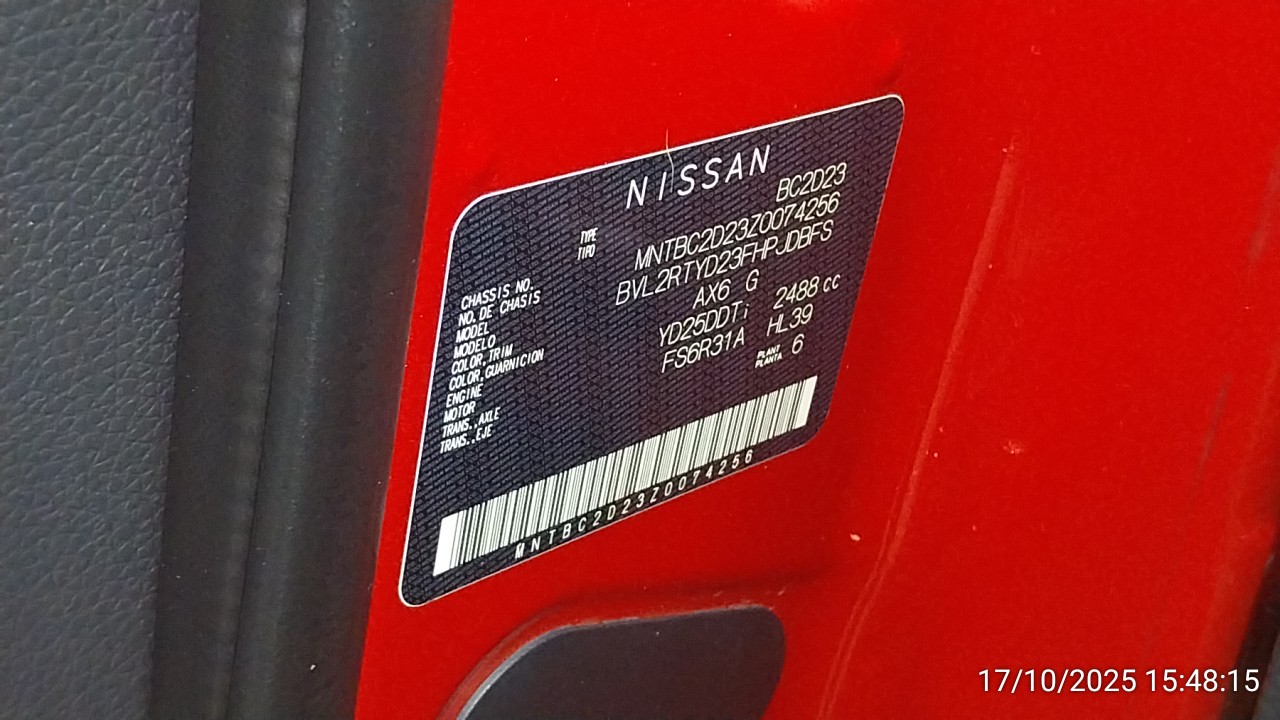 NISSAN
TYPE BC2D23
TIPO
CHASSIS NO. MNTBC2D23Z0074256
NO. DE CHASIS
MODEL BVL2RTYD23FHPJDBFS
MODELO
COLOR,TRIM AX6 G
COLOR,GUARNICION
ENGINE YD25DDTi 2488 cc
MOTOR
TRANS.,AXLE FS6R31A HL39
TRANS.,EJE
PLANT 6
PLANTA
MNTBC2D23Z0074256
17/10/2025 15:48:15